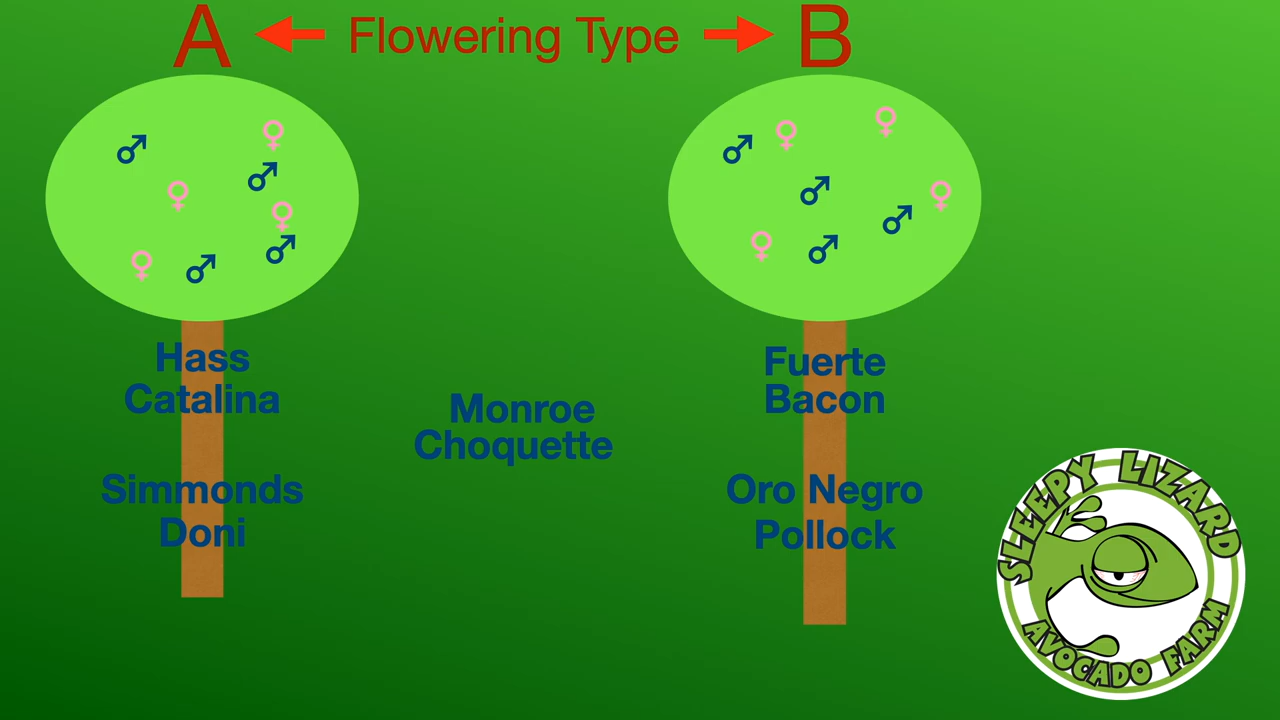 A Flowering Type B
Hass
Catalina
Simmonds
Doni
Monroe
Choquette
Fuerte
Bacon
Oro Negro
Pollock
SLEEPY LIZARD
AVOCADO FARM